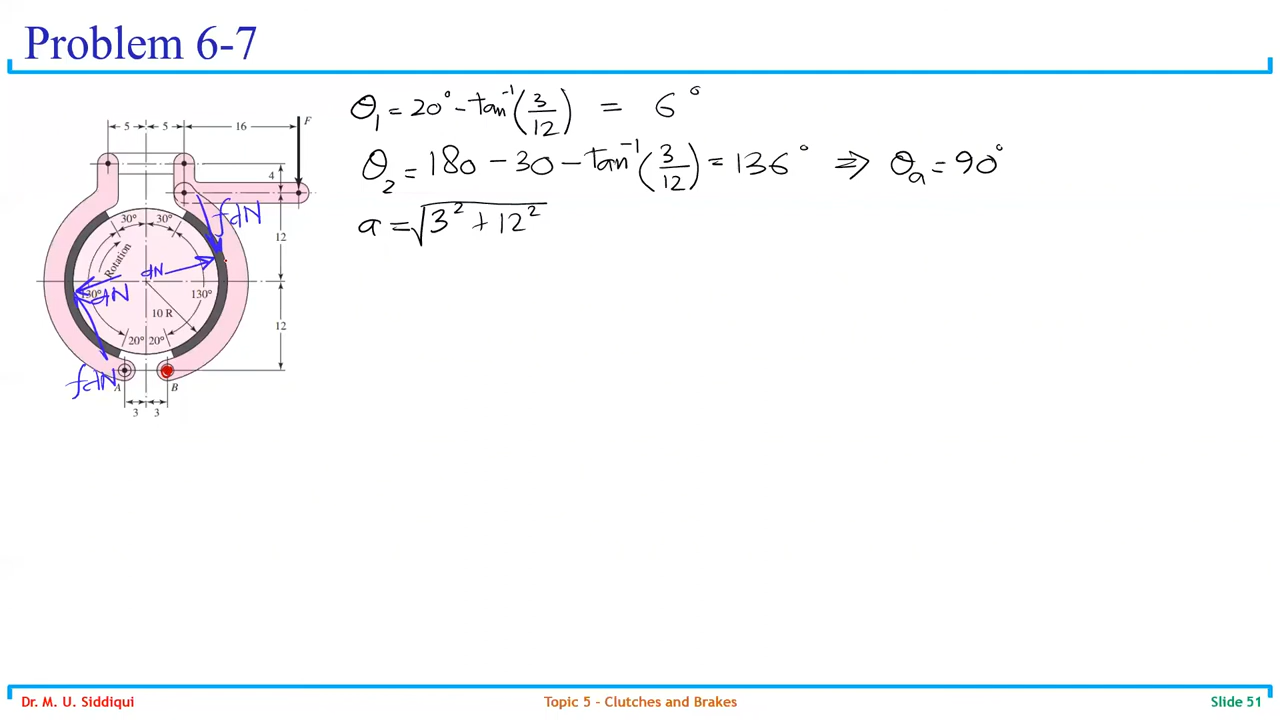 Problem 6-7
θ₁ = 20° - tan⁻¹(3/12) = 6°
θ₂ = 180 - 30 - tan⁻¹(3/12) = 136° ⇒ θₐ = 90°
a = √(3² + 12²)
5 5 16 F
4
fdN
30° 30°
12
Rotation
dN
dN
130° 130°
10 R
12
20° 20°
fdN
A B
3 3
Dr. M. U. Siddiqui Topic 5 - Clutches and Brakes Slide 51